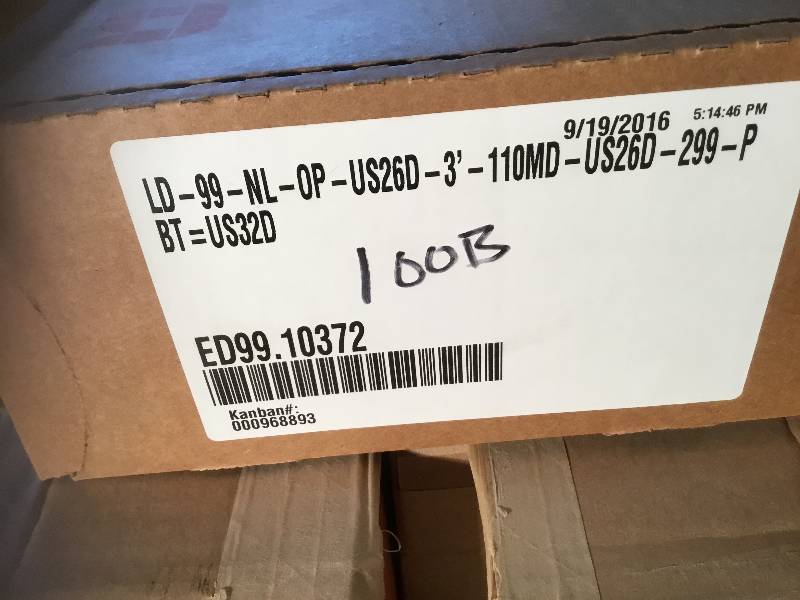 9/19/2016 5:14:46 PM
LD-99-NL-OP-US26D-3'-110MD-US26D-299-P
BT=US32D
100B
ED99.10372
Kanban#:
000968893